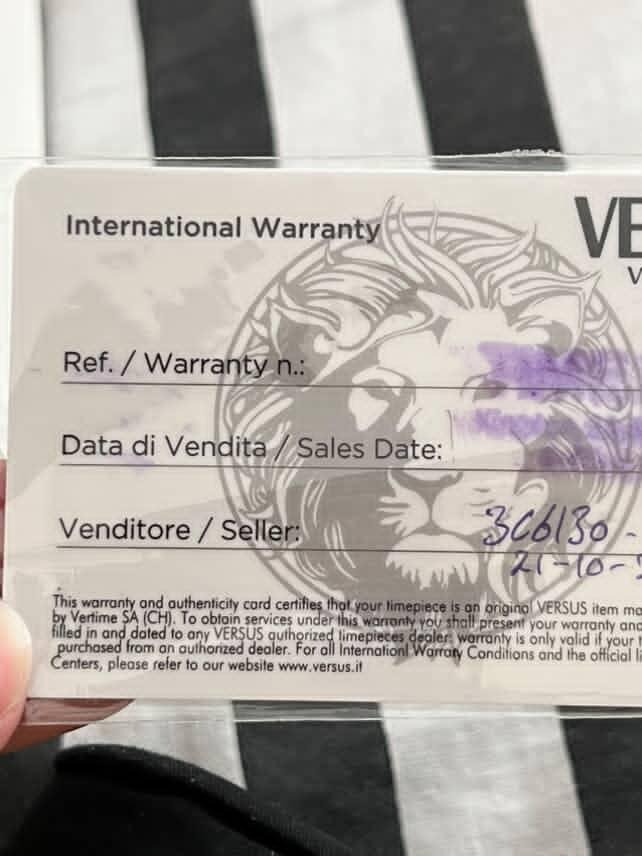 International Warranty
VE
V
Ref. / Warranty n.:
Data di Vendita / Sales Date:
Venditore / Seller:
3C6130 -
21-10-
This warranty and authenticity card certifies that your timepiece is an original VERSUS item ma
by Vertime SA (CH). To obtain services under this warranty you shall present your warranty and
filled in and dated to any VERSUS authorized timepieces dealer; warranty is only valid if your t
purchased from an authorized dealer. For all Internationl Warraty Conditions and the official li
Centers, please refer to our website www.versus.it